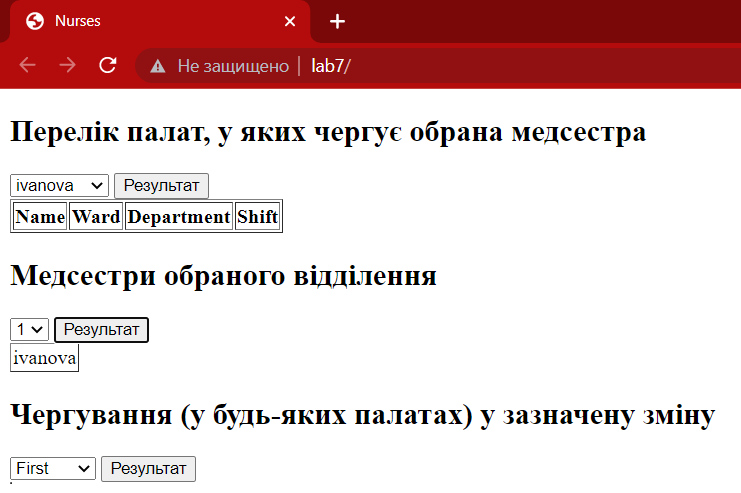 Nurses
Не защищено | lab7/
Перелік палат, у яких чергує обрана медсестра
ivanova Результат
Name Ward Department Shift
Медсестри обраного відділення
1 Результат
ivanova
Чергування (у будь-яких палатах) у зазначену зміну
First Результат